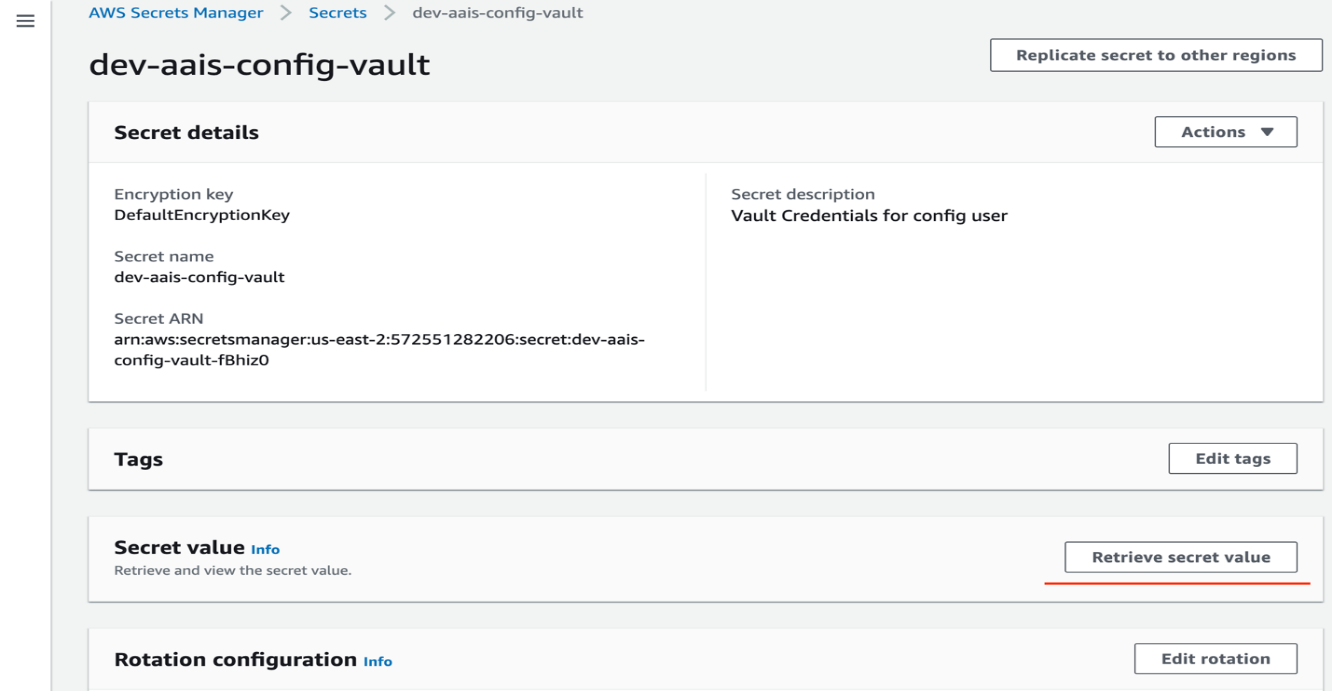 AWS Secrets Manager > Secrets > dev-aais-config-vault
dev-aais-config-vault
Replicate secret to other regions
Secret details
Actions ▼
Encryption key
DefaultEncryptionKey
Secret name
dev-aais-config-vault
Secret ARN
arn:aws:secretsmanager:us-east-2:572551282206:secret:dev-aais-
config-vault-fBhiz0
Secret description
Vault Credentials for config user
Tags
Edit tags
Secret value Info
Retrieve and view the secret value.
Retrieve secret value
Rotation configuration Info
Edit rotation